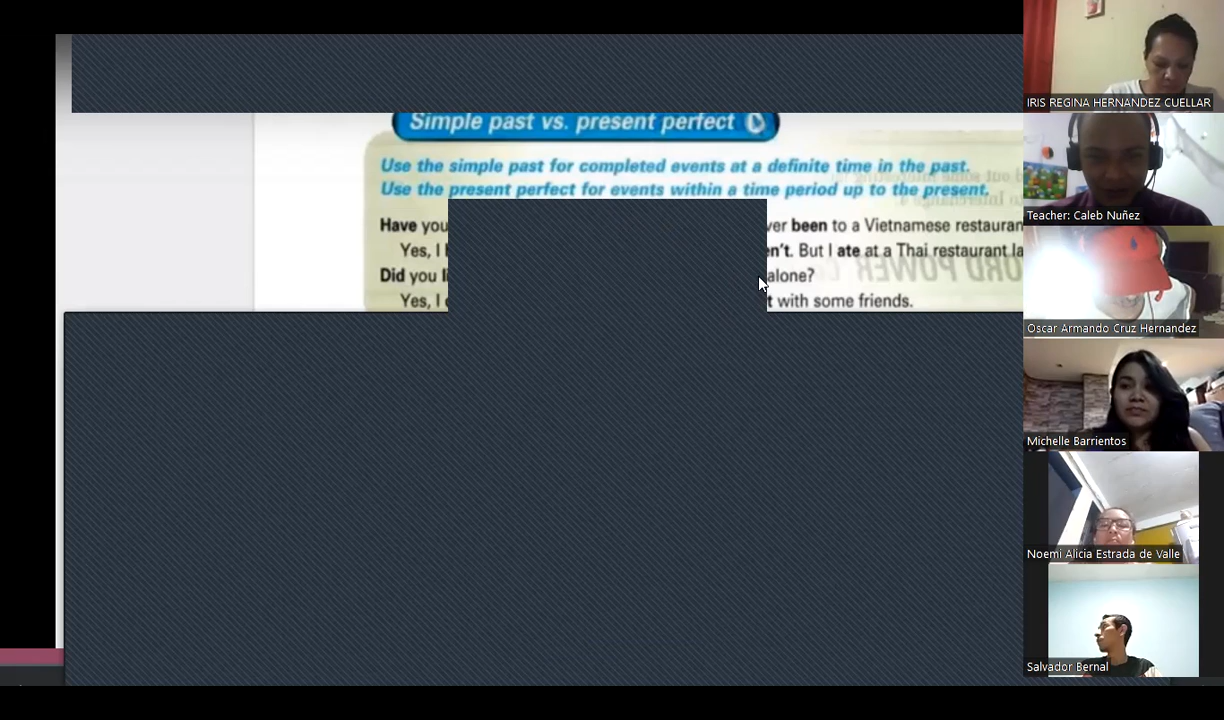 Simple past vs. present perfect
Use the simple past for completed events at a definite time in the past.
Use the present perfect for events within a time period up to the present.
Have you ver been to a Vietnamese restauran
Yes, I h n't. But I ate at a Thai restaurant la
Did you li alone?
Yes, I t with some friends.
ORD POWER
IRIS REGINA HERNANDEZ CUELLAR
Teacher: Caleb Nuñez
Oscar Armando Cruz Hernandez
Michelle Barrientos
Noemi Alicia Estrada de Valle
Salvador Bernal